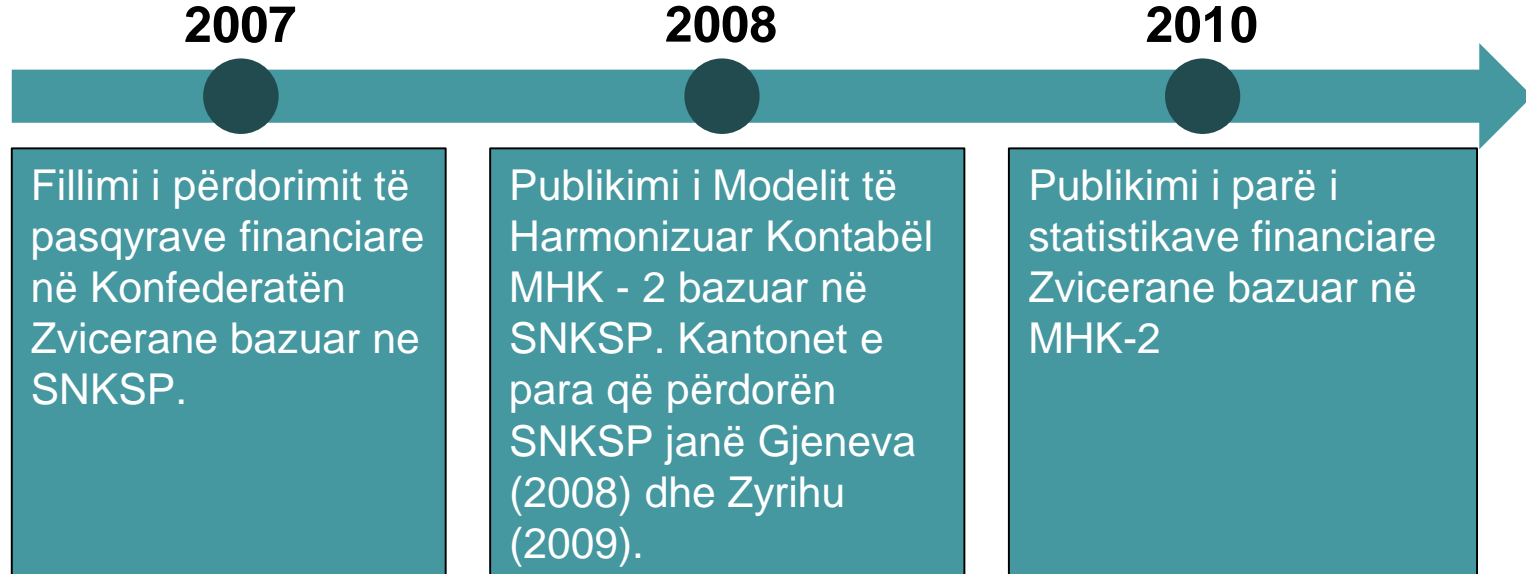 2007
2008
2010
Fillimi i përdorimit të
pasqyrave financiare
në Konfederatën
Zvicerane bazuar ne
SNKSP.
Publikimi i Modelit të
Harmonizuar Kontabël
MHK - 2 bazuar në
SNKSP. Kantonet e
para që përdorën
SNKSP janë Gjeneva
(2008) dhe Zyrihu
(2009).
Publikimi i parë i
statistikave financiare
Zvicerane bazuar në
MHK-2